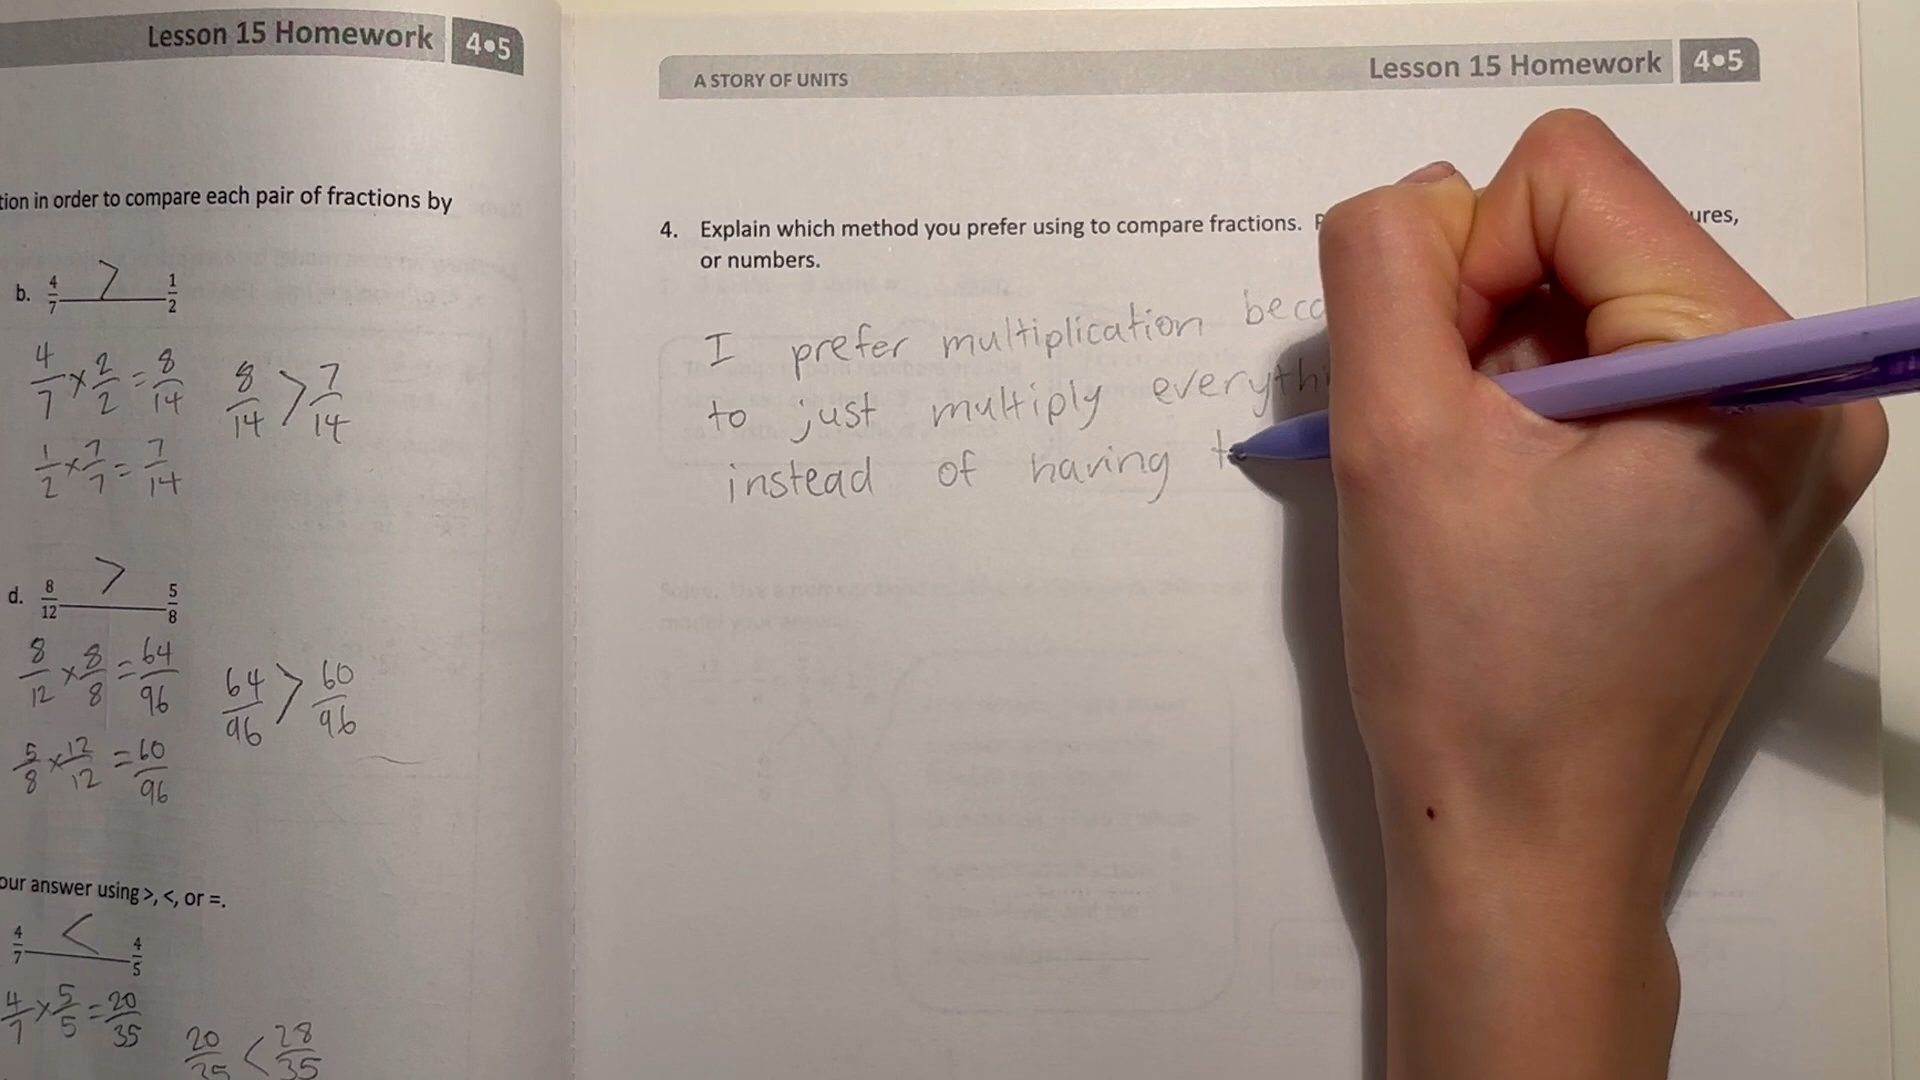 Lesson 15 Homework 4•5
tion in order to compare each pair of fractions by
b. 4/7 > 1/2
4/7 × 2/2 = 8/14
8/14 > 7/14
1/2 × 7/7 = 7/14
d. 8/12 > 5/8
8/12 × 8/8 = 64/96
64/96 > 60/96
5/8 × 12/12 = 60/96
our answer using >, <, or =.
4/7 < 4/5
4/7 × 5/5 = 20/35
20/35 < 28/35
A STORY OF UNITS
Lesson 15 Homework 4•5
4. Explain which method you prefer using to compare fractions. ures,
or numbers.
I prefer multiplication beca
to just multiply everythi
instead of having